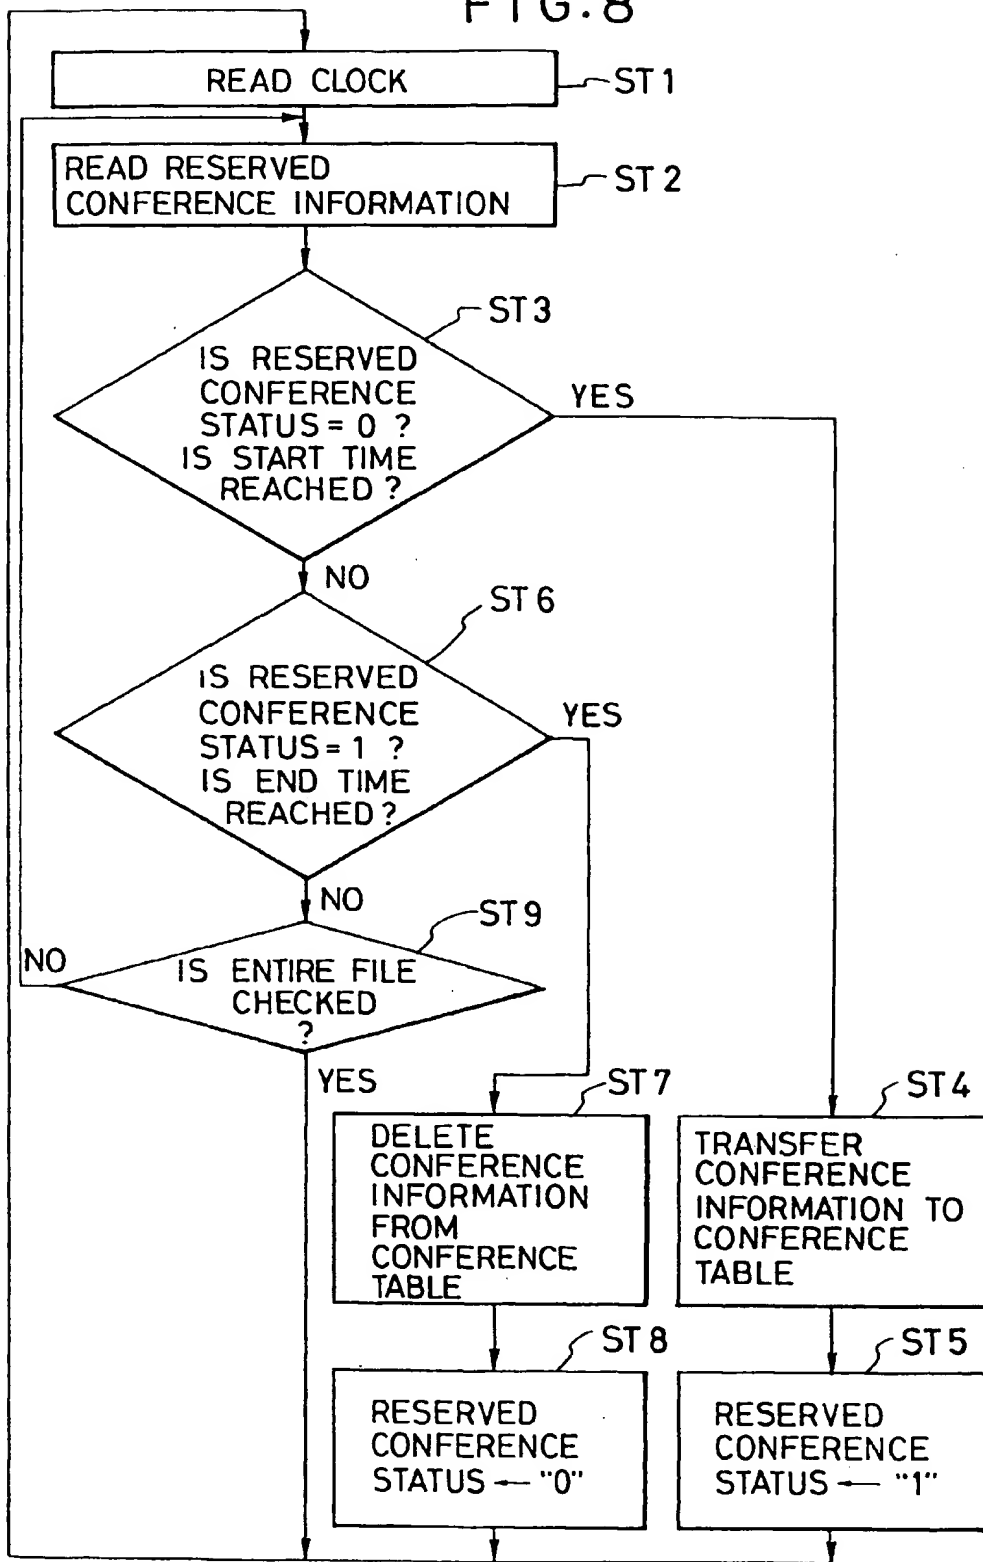 FIG.8
READ CLOCK
ST1
READ RESERVED
CONFERENCE INFORMATION
ST2
ST3
IS RESERVED
CONFERENCE
STATUS = 0 ?
IS START TIME
REACHED ?
YES
NO
ST6
IS RESERVED
CONFERENCE
STATUS = 1 ?
IS END TIME
REACHED ?
YES
NO
ST9
IS ENTIRE FILE
CHECKED
?
NO
YES
ST7
DELETE
CONFERENCE
INFORMATION
FROM
CONFERENCE
TABLE
ST4
TRANSFER
CONFERENCE
INFORMATION TO
CONFERENCE
TABLE
ST8
RESERVED
CONFERENCE
STATUS ← "0"
ST5
RESERVED
CONFERENCE
STATUS ← "1"